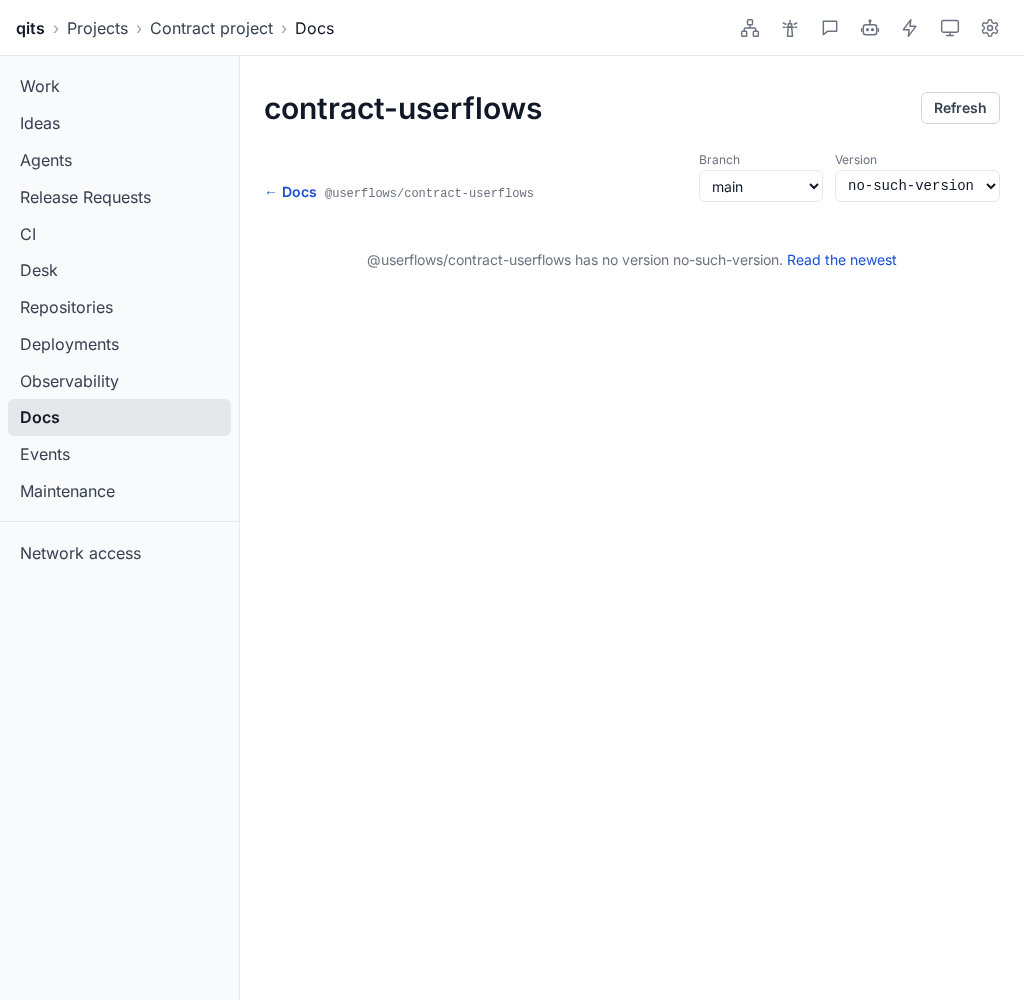 qits › Projects › Contract project › Docs
Work
Ideas
Agents
Release Requests
CI
Desk
Repositories
Deployments
Observability
Docs
Events
Maintenance
Network access
contract-userflows
Refresh
Branch
Version
← Docs @userflows/contract-userflows
main
no-such-version
@userflows/contract-userflows has no version no-such-version. Read the newest